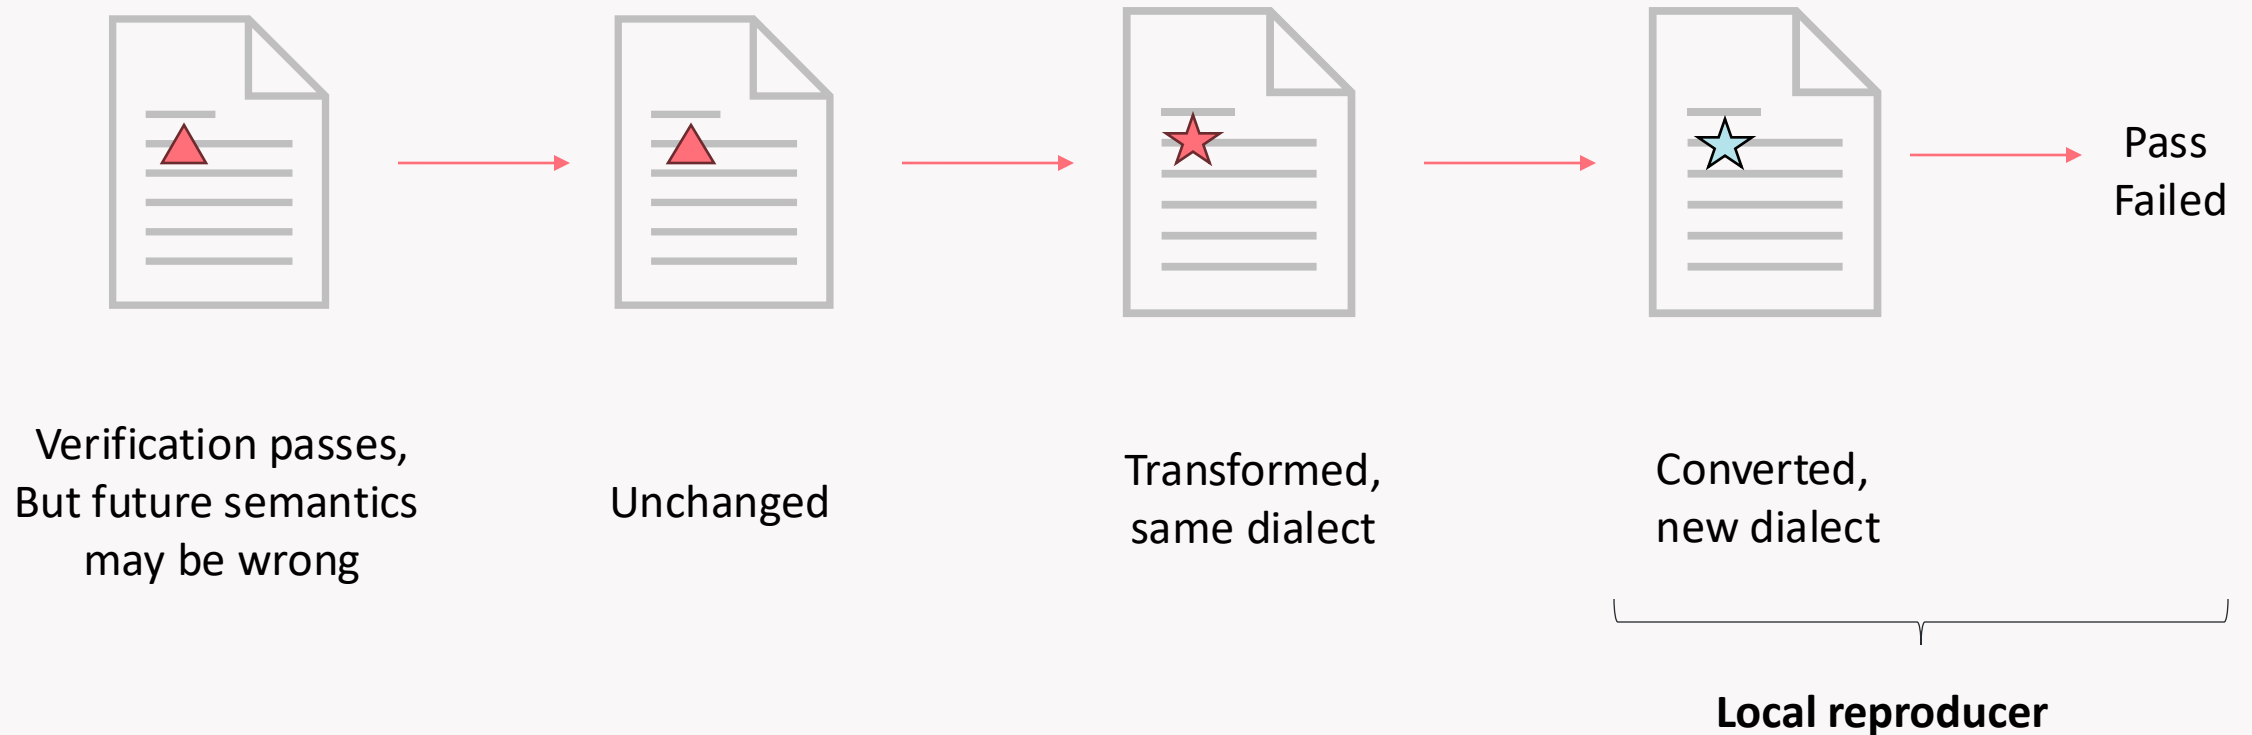 Verification passes,
But future semantics
may be wrong
Unchanged
Transformed,
same dialect
Converted,
new dialect
Pass
Failed
Local reproducer